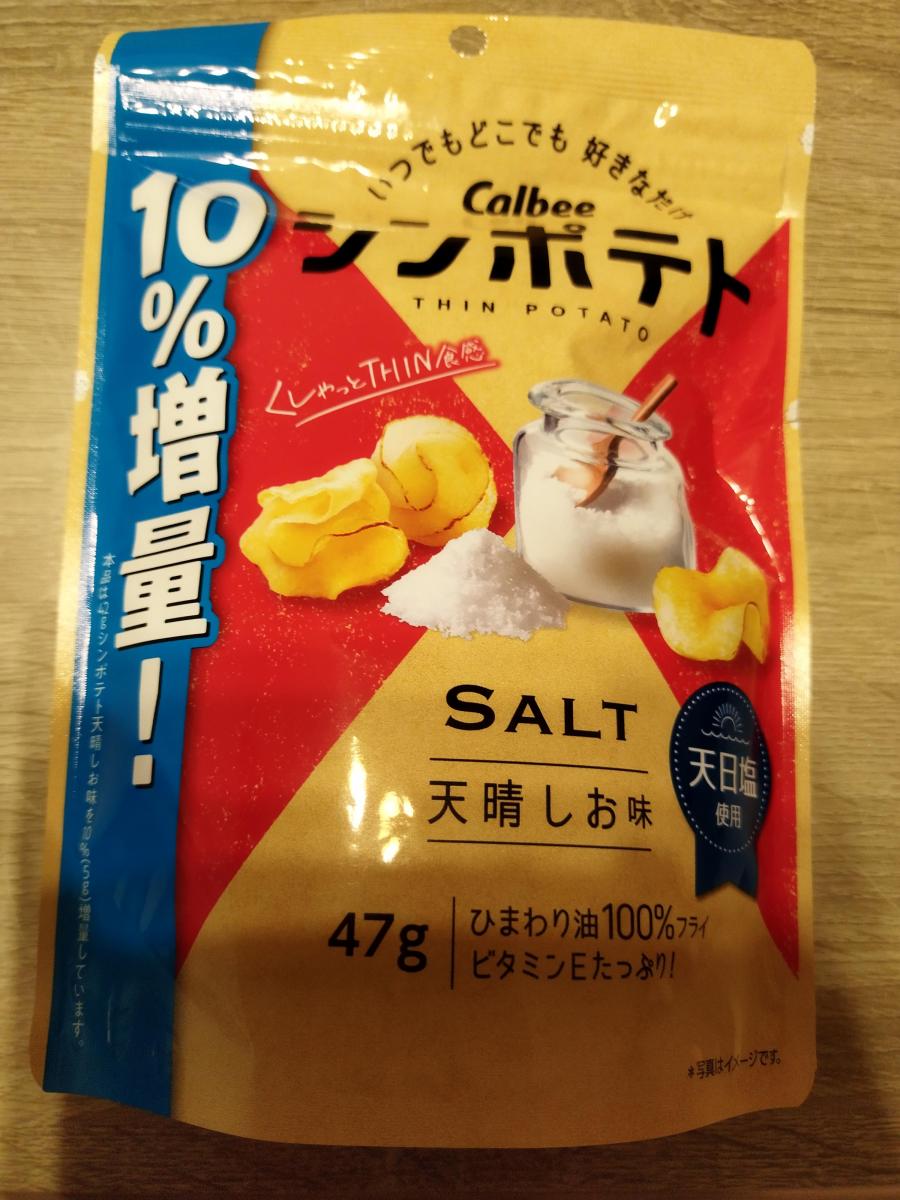 いつでもどこでも 好きなだけ
Calbee
シンポテト
THIN POTATO
くしゃっとTHIN食感
10%増量!
本品は47gシンポテト天晴しお味を10%(5g)増量しています。
SALT
天晴しお味
天日塩
使用
47g
ひまわり油100%フライ
ビタミンEたっぷり!
*写真はイメージです。